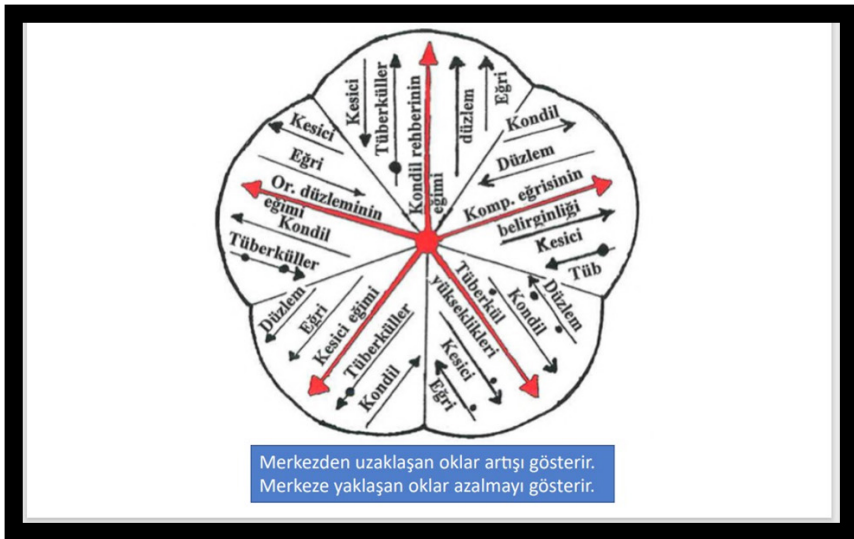 Kesici
Tüberküller
Kondil rehberinin
eğimi
düzlem
Eğri
Kondil
Düzlem
Komp. eğrisinin
belirginliği
Kesici
Tüb
Düzlem
Kondil
Tüberkül
yükseklikleri
Kesici
Eğri
Kondil
Tüberküller
Kesici eğimi
Eğri
Düzlem
Tüberküller
Kondil
Or. düzleminin
eğimi
Eğri
Kesici
Merkezden uzaklaşan oklar artışı gösterir.
Merkeze yaklaşan oklar azalmayı gösterir.